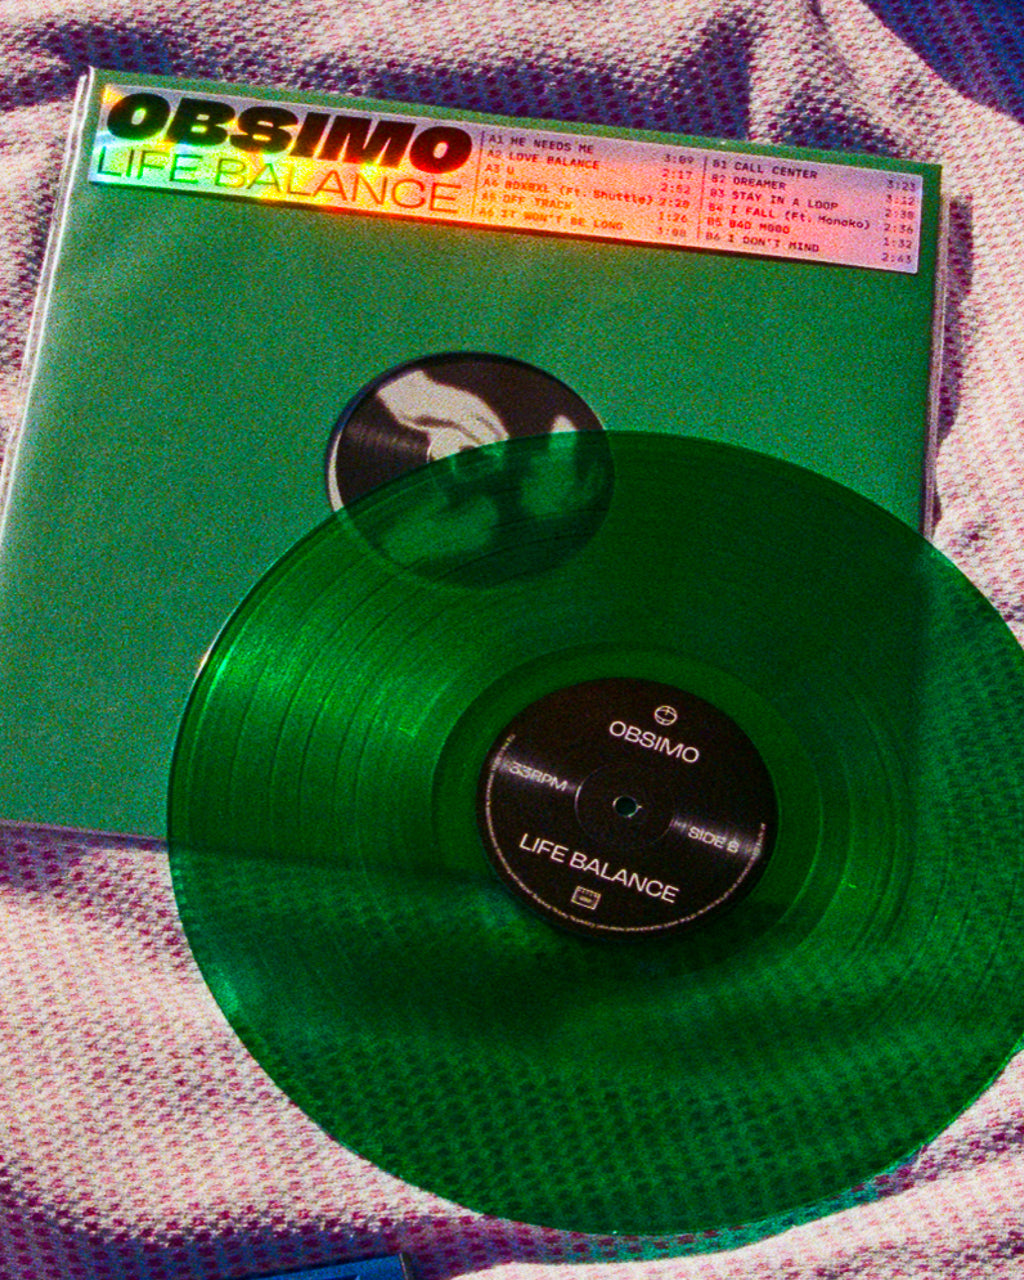 OBSIMO
LIFE BALANCE
A1 HE NEEDS ME 3:09
A2 LOVE BALANCE 2:17
A3 U 2:52
A4 BDXBXL (Ft. Shuttle) 2:20
A5 OFF TRACK 1:26
A6 IT WON'T BE LONG 3:00
B1 CALL CENTER 3:23
B2 DREAMER 3:12
B3 STAY IN A LOOP 2:38
B4 I FALL (Ft. Monoko) 2:36
B5 BAD MOOD 1:32
B6 I DON'T MIND 2:43
OBSIMO
33RPM
SIDE B
LIFE BALANCE